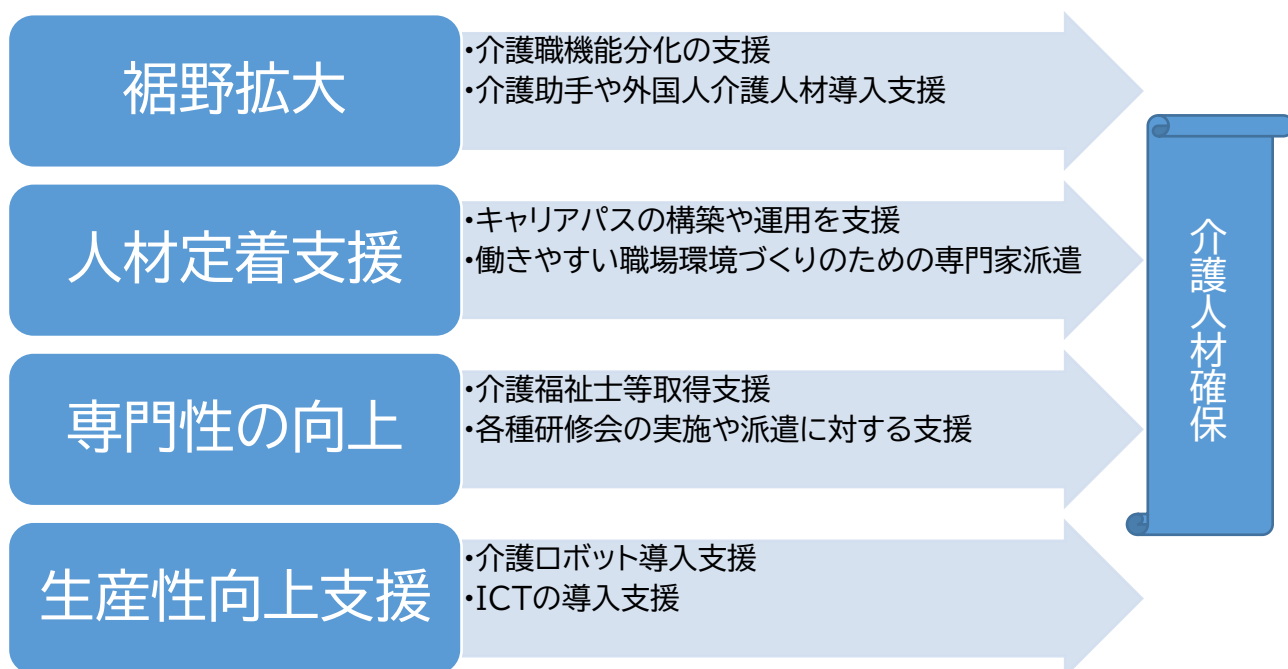 裾野拡大
・介護職機能分化の支援
・介護助手や外国人介護人材導入支援
人材定着支援
・キャリアパスの構築や運用を支援
・働きやすい職場環境づくりのための専門家派遣
専門性の向上
・介護福祉士等取得支援
・各種研修会の実施や派遣に対する支援
生産性向上支援
・介護ロボット導入支援
・ICTの導入支援
介護人材確保